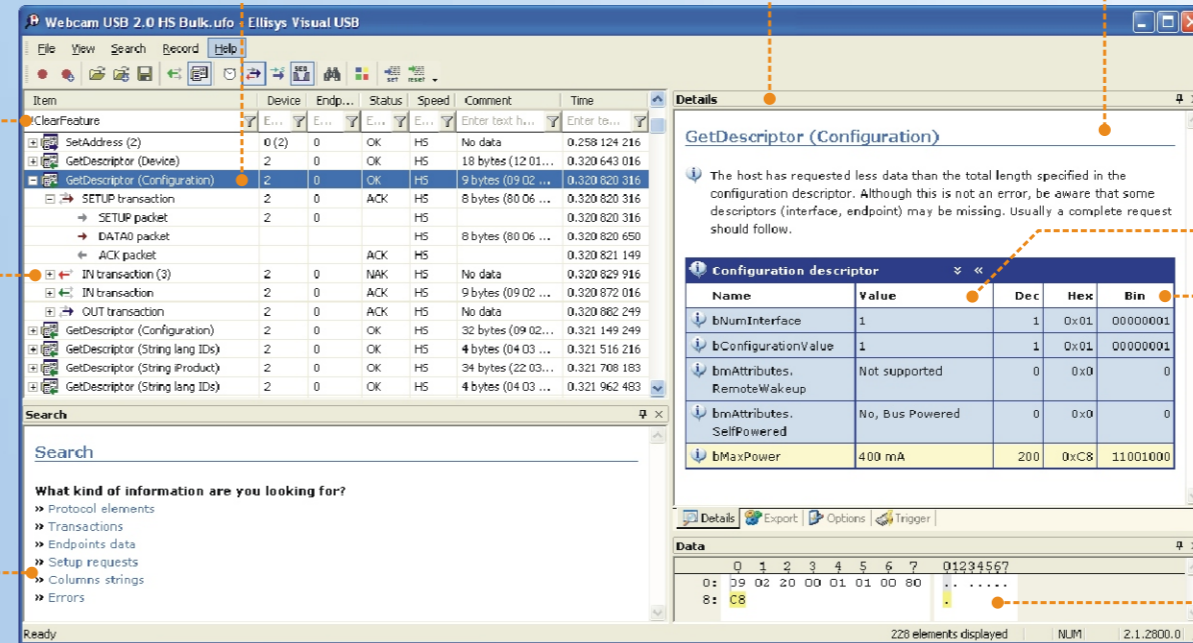 Webcam USB 2.0 HS Bulk.ufo - Ellisys Visual USB
File View Search Record Help
Item Device Endp... Status Speed Comment Time
!ClearFeature E... E... E... E... Enter text h... Enter te...
SetAddress (2) 0 (2) 0 OK HS No data 0.258 124 216
GetDescriptor (Device) 2 0 OK HS 18 bytes (12 01... 0.320 643 016
GetDescriptor (Configuration) 2 0 OK HS 9 bytes (09 02 ... 0.320 820 316
SETUP transaction 2 0 ACK HS 8 bytes (80 06 ... 0.320 820 316
SETUP packet 2 0 HS 0.320 820 316
DATA0 packet HS 8 bytes (80 06 ... 0.320 820 650
ACK packet ACK HS 0.320 821 149
IN transaction (3) 2 0 NAK HS No data 0.320 829 916
IN transaction 2 0 ACK HS 9 bytes (09 02 ... 0.320 872 016
OUT transaction 2 0 ACK HS No data 0.320 882 249
GetDescriptor (Configuration) 2 0 OK HS 32 bytes (09 02... 0.321 149 249
GetDescriptor (String lang IDs) 2 0 OK HS 4 bytes (04 03 ... 0.321 516 216
GetDescriptor (String iProduct) 2 0 OK HS 34 bytes (22 03... 0.321 708 183
GetDescriptor (String lang IDs) 2 0 OK HS 4 bytes (04 03 ... 0.321 962 483
Search
Search
What kind of information are you looking for?
» Protocol elements
» Transactions
» Endpoints data
» Setup requests
» Columns strings
» Errors
Details
GetDescriptor (Configuration)
The host has requested less data than the total length specified in the
configuration descriptor. Although this is not an error, be aware that some
descriptors (interface, endpoint) may be missing. Usually a complete request
should follow.
Configuration descriptor
Name Value Dec Hex Bin
bNumInterface 1 1 0x01 00000001
bConfigurationValue 1 1 0x01 00000001
bmAttributes. Not supported 0 0x0 0
RemoteWakeup
bmAttributes. No, Bus Powered 0 0x0 0
SelfPowered
bMaxPower 400 mA 200 0xC8 11001000
Details Export Options Trigger
Data
0 1 2 3 4 5 6 7 01234567
0: 09 02 20 00 01 01 00 80 .. .....
8: C8 .
Ready 228 elements displayed NUM 2.1.2800.0